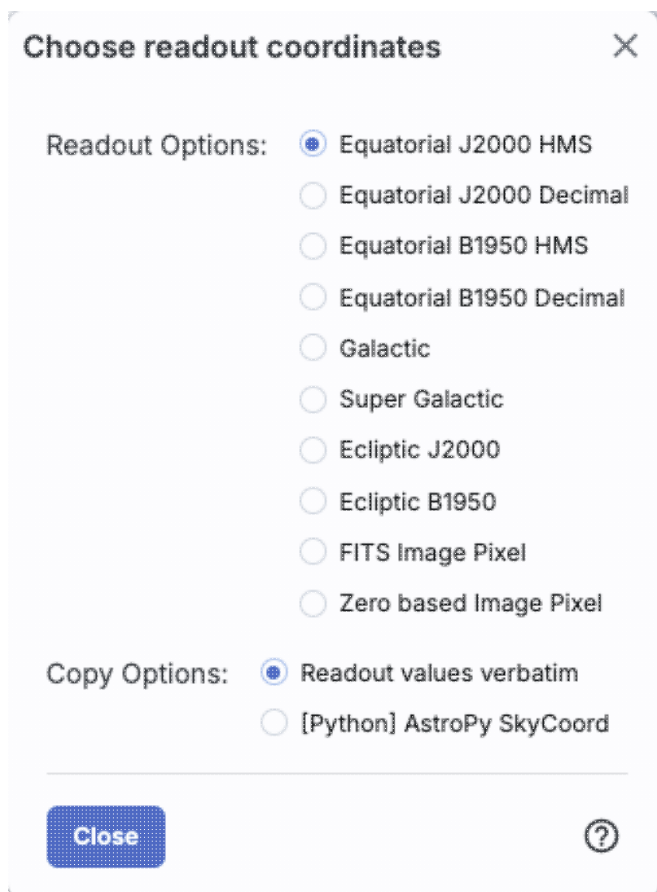 Choose readout coordinates
Readout Options: Equatorial J2000 HMS
Equatorial J2000 Decimal
Equatorial B1950 HMS
Equatorial B1950 Decimal
Galactic
Super Galactic
Ecliptic J2000
Ecliptic B1950
FITS Image Pixel
Zero based Image Pixel
Copy Options: Readout values verbatim
[Python] AstroPy SkyCoord
Close